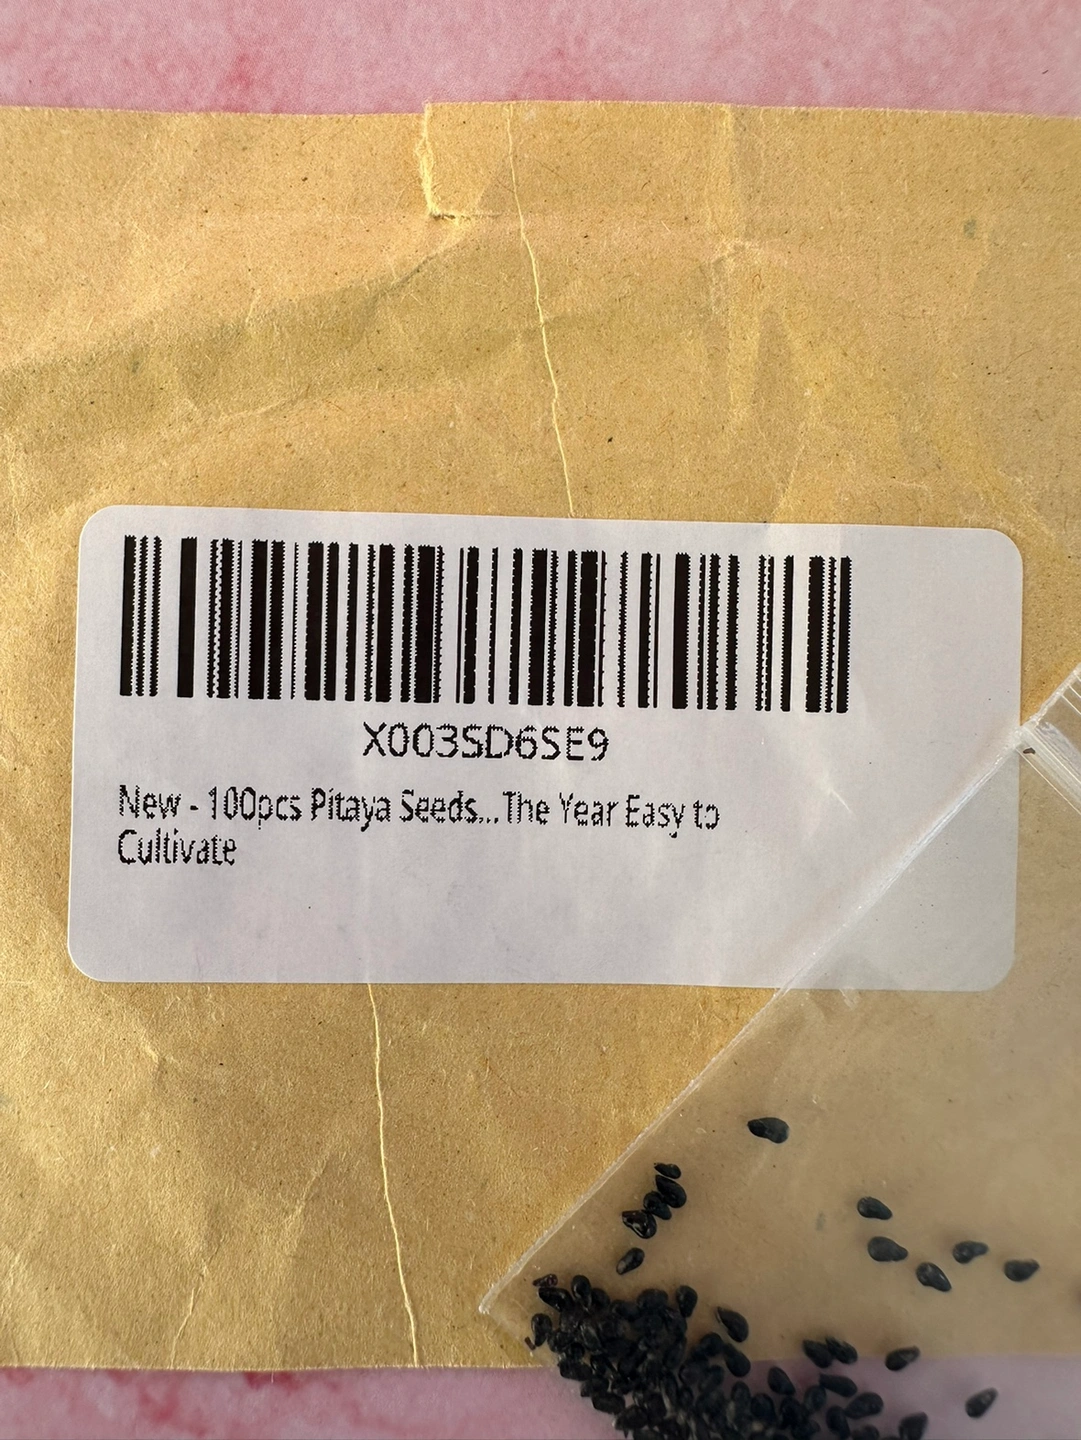 X003SD6SE9
New - 100pcs Pitaya Seeds...The Year Easy to
Cultivate